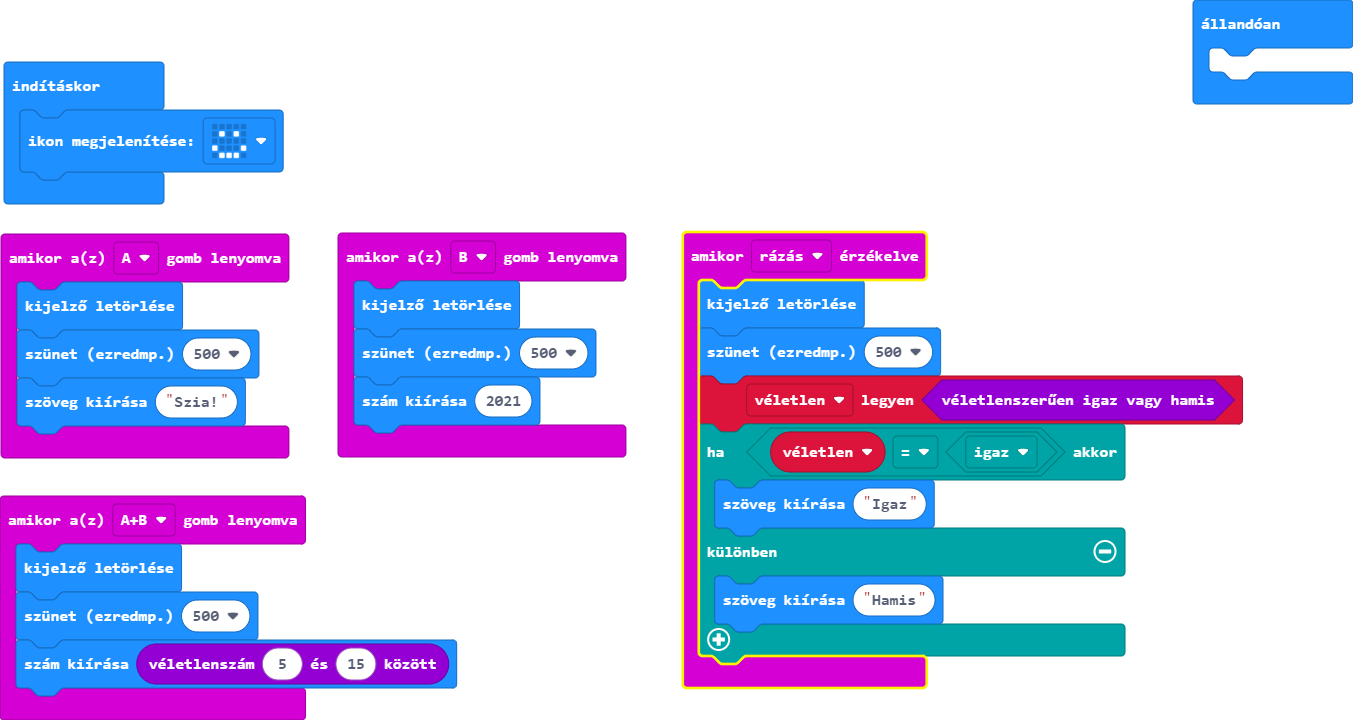 állandóan
indításkor
ikon megjelenítése:
amikor a(z) A gomb lenyomva
kijelző letörlése
szünet (ezredmp.) 500
szöveg kiírása "Szia!"
amikor a(z) B gomb lenyomva
kijelző letörlése
szünet (ezredmp.) 500
szám kiírása 2021
amikor rázás érzékelve
kijelző letörlése
szünet (ezredmp.) 500
véletlen legyen véletlenszerűen igaz vagy hamis
ha véletlen = igaz akkor
szöveg kiírása "Igaz"
különben
szöveg kiírása "Hamis"
amikor a(z) A+B gomb lenyomva
kijelző letörlése
szünet (ezredmp.) 500
szám kiírása véletlenszám 5 és 15 között